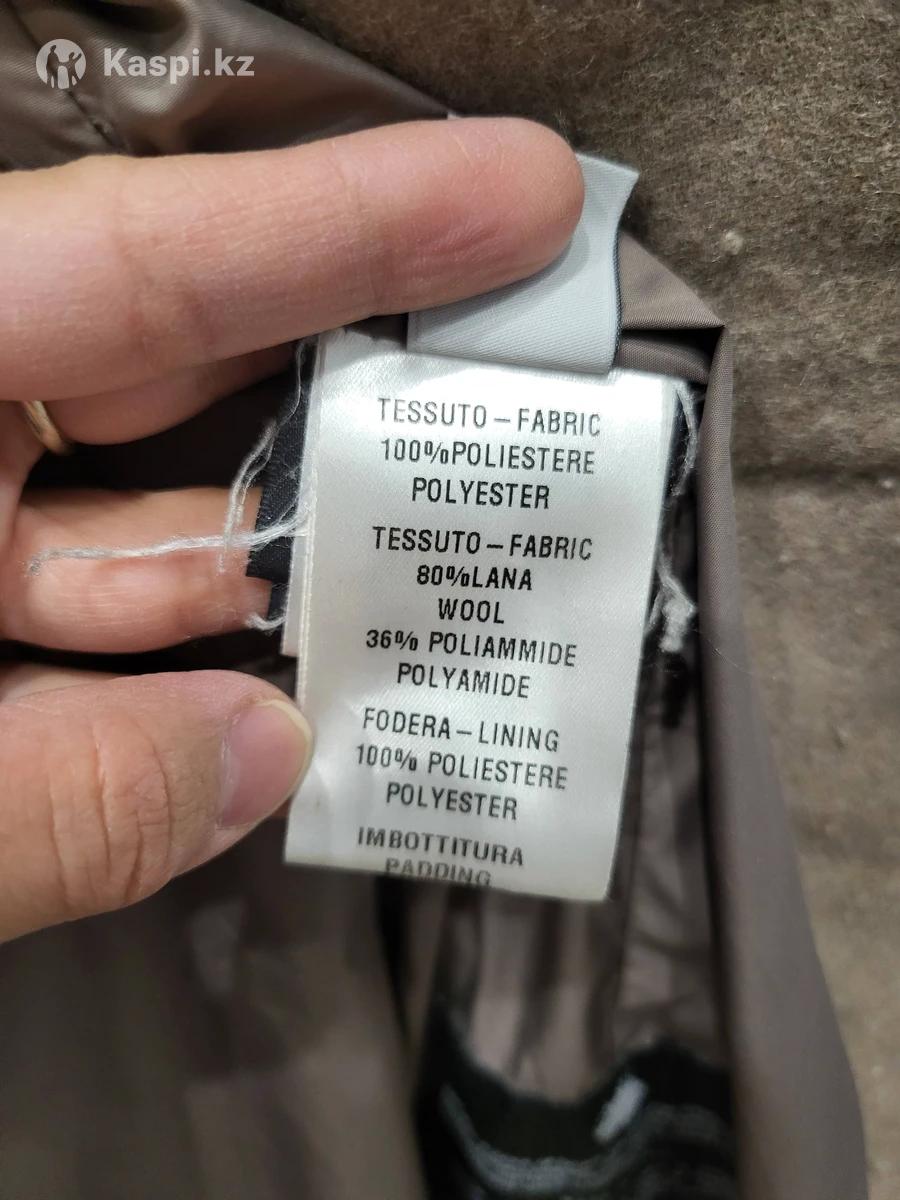 Kaspi.kz
TESSUTO – FABRIC
100%POLIESTERE
POLYESTER
TESSUTO – FABRIC
80%LANA
WOOL
36% POLIAMMIDE
POLYAMIDE
FODERA – LINING
100% POLIESTERE
POLYESTER
IMBOTTITURA
PADDING